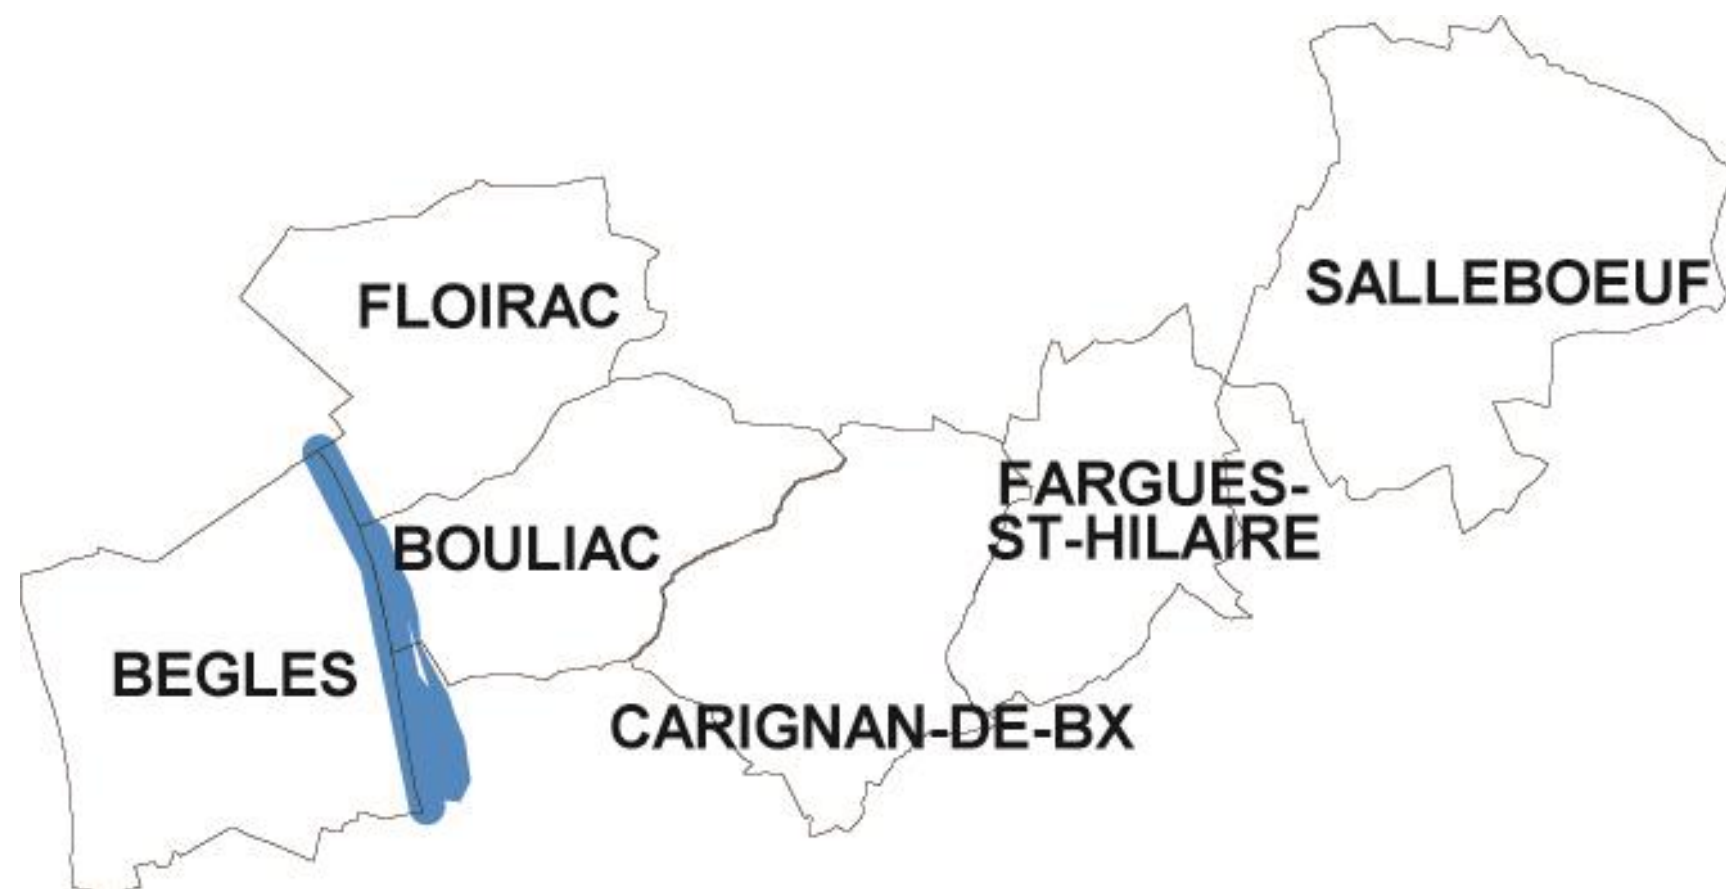 SALLEBOEUF
FLOIRAC
FARGUES-
ST-HILAIRE
BOULIAC
BEGLES
CARIGNAN-DE-BX